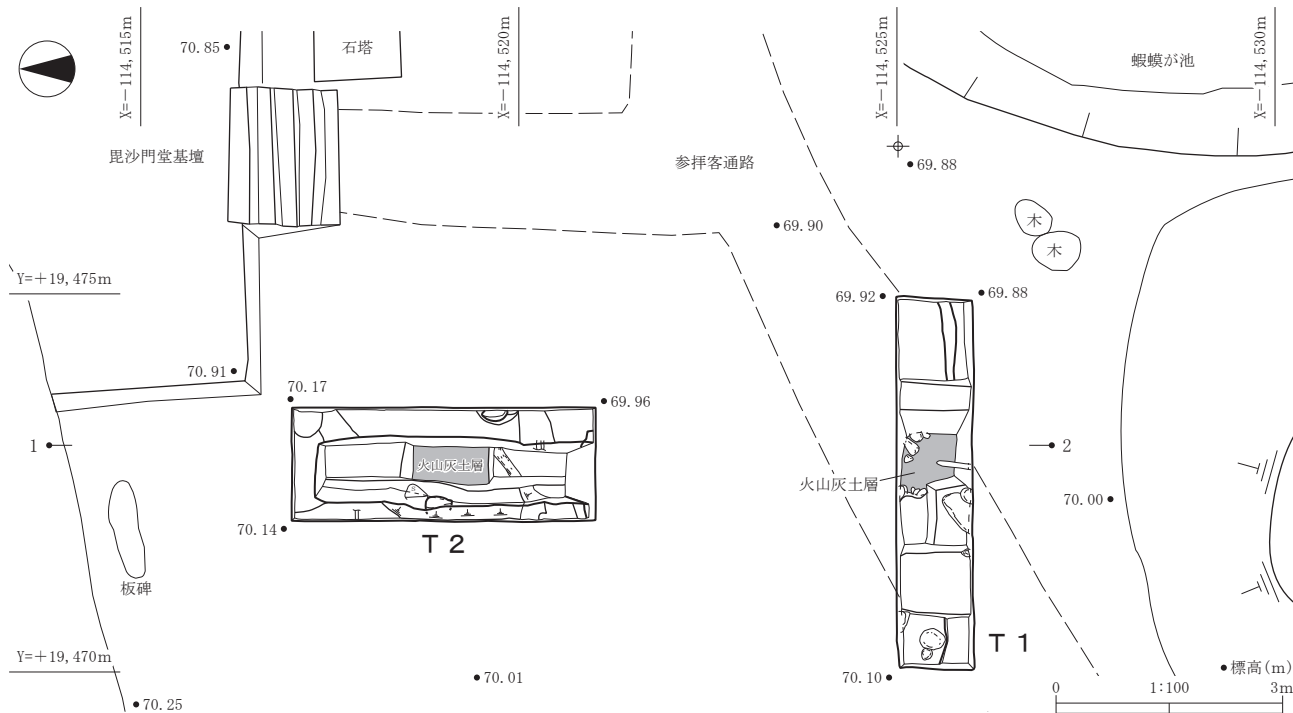 X=－114,515m
70.85
石塔
X=－114,520m
X=－114,525m
蝦蟆が池
X=－114,530m
毘沙門堂基壇
参拝客通路
69.88
木
69.90
木
Y=＋19,475m
69.92
69.88
70.91
70.17
69.96
1
2
火山灰土層
火山灰土層
70.00
70.14
T 2
板碑
T 1
Y=＋19,470m
70.01
70.10
標高(m)
70.25
0
1:100
3m